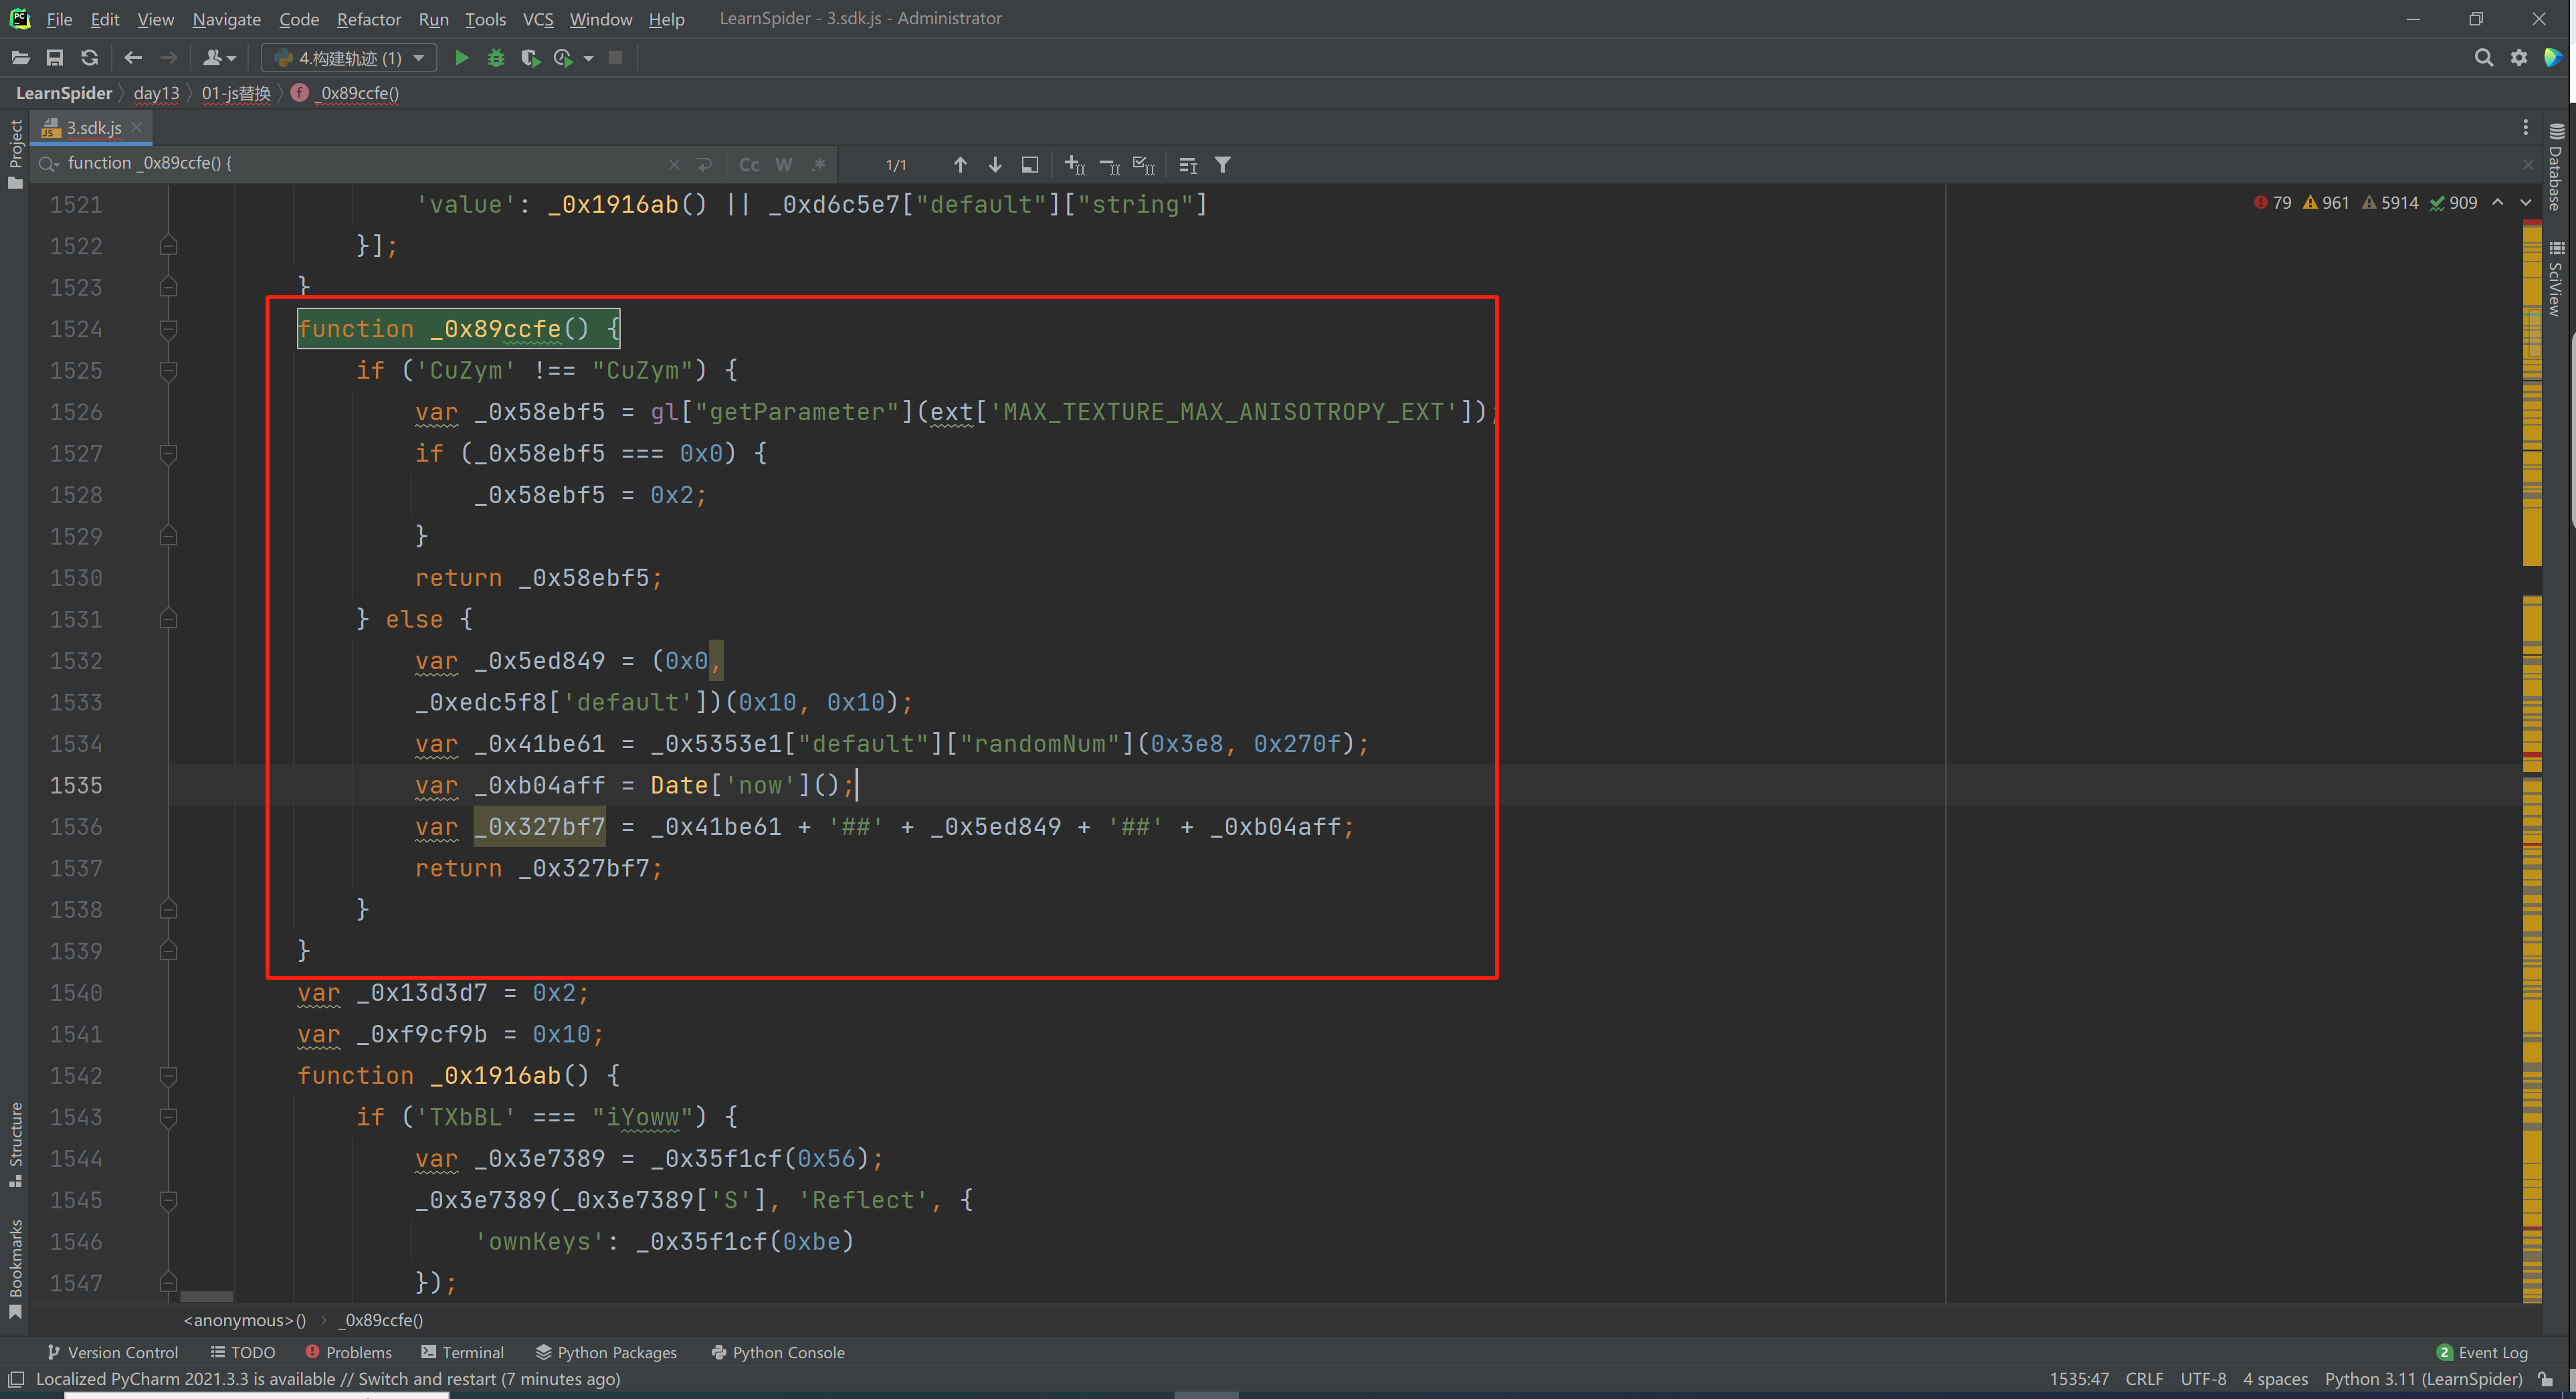 File Edit View Navigate Code Refactor Run Tools VCS Window Help LearnSpider - 3.sdk.js - Administrator
4.构建轨迹 (1)
LearnSpider day13 01-js替换 f _0x89ccfe()
3.sdk.js
function _0x89ccfe() { Cc W .* 1/1
79 961 5914 909
1521 'value': _0x1916ab() || _0xd6c5e7["default"]["string"]
1522 }];
1523 }
1524 function _0x89ccfe() {
1525 if ('CuZym' !== "CuZym") {
1526 var _0x58ebf5 = gl["getParameter"](ext['MAX_TEXTURE_MAX_ANISOTROPY_EXT']);
1527 if (_0x58ebf5 === 0x0) {
1528 _0x58ebf5 = 0x2;
1529 }
1530 return _0x58ebf5;
1531 } else {
1532 var _0x5ed849 = (0x0,
1533 _0xedc5f8['default'])(0x10, 0x10);
1534 var _0x41be61 = _0x5353e1["default"]["randomNum"](0x3e8, 0x270f);
1535 var _0xb04aff = Date['now']();
1536 var _0x327bf7 = _0x41be61 + '##' + _0x5ed849 + '##' + _0xb04aff;
1537 return _0x327bf7;
1538 }
1539 }
1540 var _0x13d3d7 = 0x2;
1541 var _0xf9cf9b = 0x10;
1542 function _0x1916ab() {
1543 if ('TXbBL' === "iYoww") {
1544 var _0x3e7389 = _0x35f1cf(0x56);
1545 _0x3e7389(_0x3e7389['S'], 'Reflect', {
1546 'ownKeys': _0x35f1cf(0xbe)
1547 });
Project
Structure
Bookmarks
Database
SciView
<anonymous>() _0x89ccfe()
Version Control TODO Problems Terminal Python Packages Python Console 2 Event Log
Localized PyCharm 2021.3.3 is available // Switch and restart (7 minutes ago) 1535:47 CRLF UTF-8 4 spaces Python 3.11 (LearnSpider)